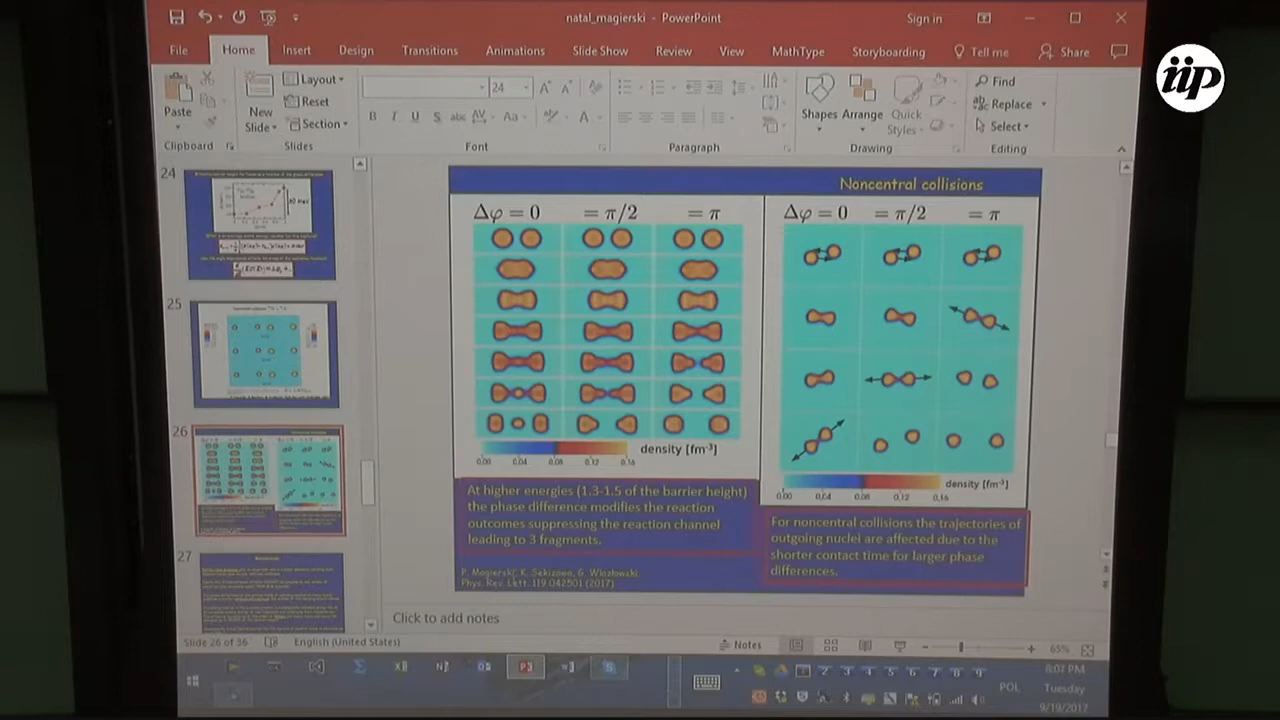 natal_magierski - PowerPoint
Sign in
File Home Insert Design Transitions Animations Slide Show Review View MathType Storyboarding Tell me Share
iip
Paste
New Slide
Layout
Reset
Section
24
Shapes Arrange Quick Styles
Find
Replace
Select
Clipboard Slides Font Paragraph Drawing Editing
24
25
26
27
Noncentral collisions
Δφ = 0 = π/2 = π
Δφ = 0 = π/2 = π
0.00 0.04 0.08 0.12 0.16
density [fm⁻³]
0.00 0.04 0.08 0.12 0.16
density [fm⁻³]
At higher energies (1.3-1.5 of the barrier height)
the phase difference modifies the reaction
outcomes suppressing the reaction channel
leading to 3 fragments.
For noncentral collisions the trajectories of
outgoing nuclei are affected due to the
shorter contact time for larger phase
differences.
P. Magierski, K. Sekizawa, G. Wlazłowski,
Phys. Rev. Lett. 119 042501 (2017)
Click to add notes
Slide 26 of 36 English (United States)
Notes
65%
POL
8:02 PM
Tuesday
9/19/2017